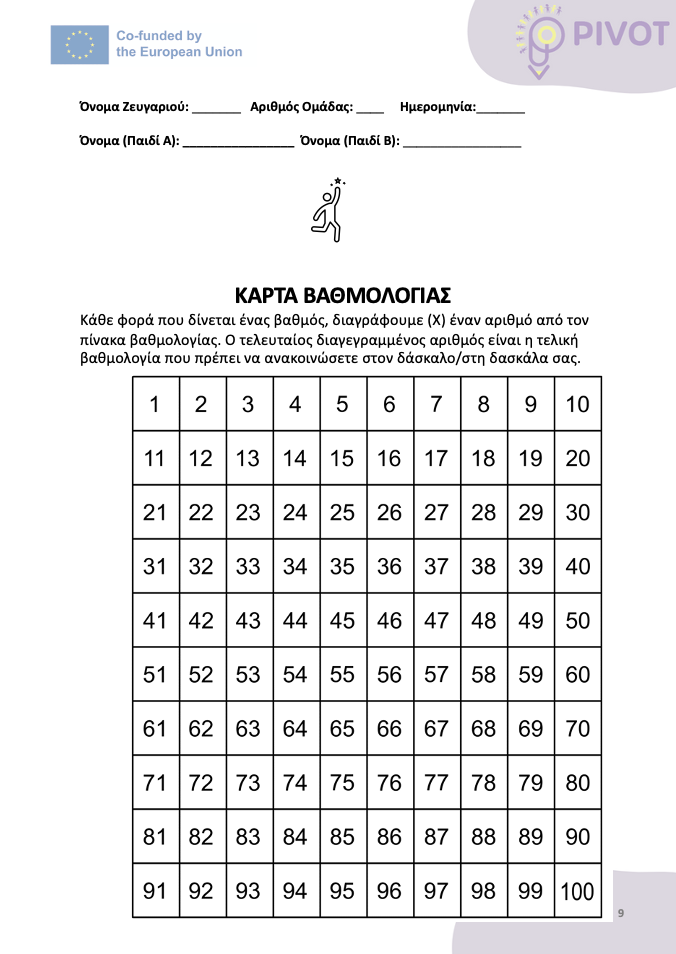 Co-funded by
the European Union
PIVOT
Όνομα Ζευγαριού: _______ Αριθμός Ομάδας: ____ Ημερομηνία:_______
Όνομα (Παιδί Α): ________________ Όνομα (Παιδί Β): _________________
ΚΑΡΤΑ ΒΑΘΜΟΛΟΓΙΑΣ
Κάθε φορά που δίνεται ένας βαθμός, διαγράφουμε (Χ) έναν αριθμό από τον
πίνακα βαθμολογίας. Ο τελευταίος διαγεγραμμένος αριθμός είναι η τελική
βαθμολογία που πρέπει να ανακοινώσετε στον δάσκαλο/στη δασκάλα σας.
1 2 3 4 5 6 7 8 9 10
11 12 13 14 15 16 17 18 19 20
21 22 23 24 25 26 27 28 29 30
31 32 33 34 35 36 37 38 39 40
41 42 43 44 45 46 47 48 49 50
51 52 53 54 55 56 57 58 59 60
61 62 63 64 65 66 67 68 69 70
71 72 73 74 75 76 77 78 79 80
81 82 83 84 85 86 87 88 89 90
91 92 93 94 95 96 97 98 99 100
9